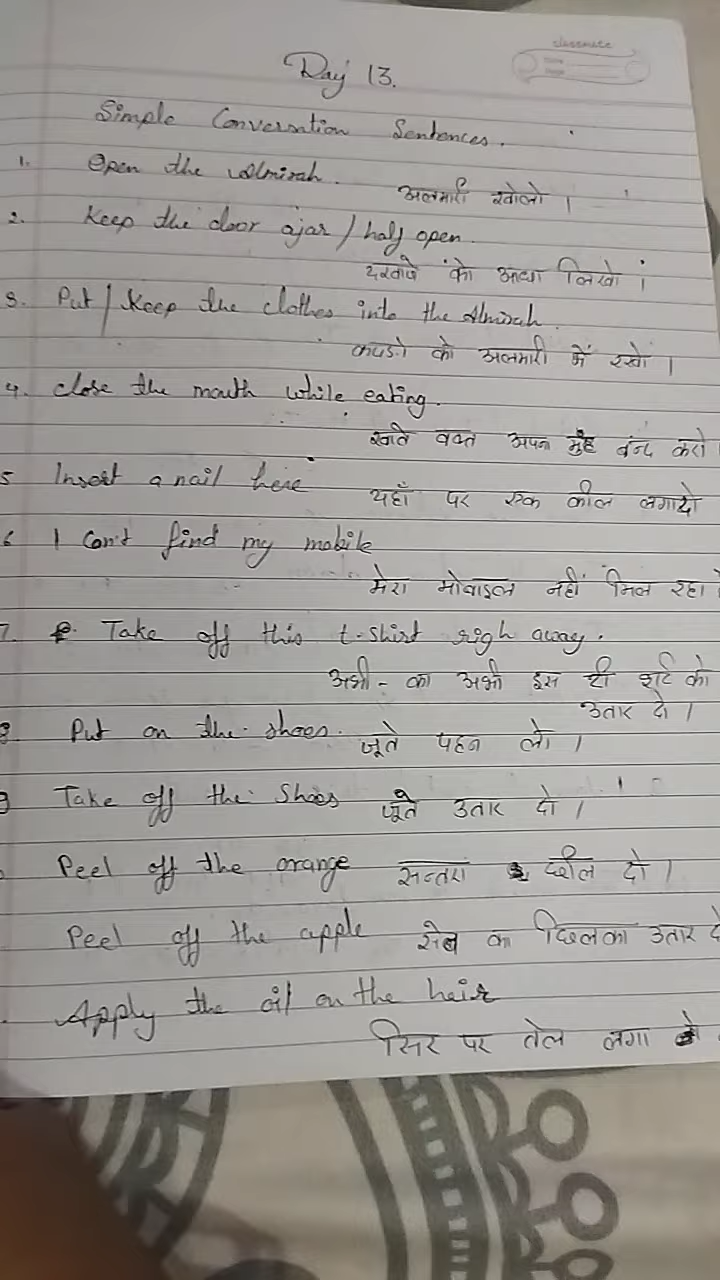 classmate
Day 13.
Simple Converstion Sentences.
1. Open the Almirah.
अलमारी खोलो।
2. Keep the door ajar / half open.
दरवाजे को आधा लिखो।
3. Put / Keep the clothes into the Almirah.
कपडो को अलमारी में रखो।
4. Close the mouth while eating.
खाते वक्त अपना मुँह बन्द करो।
5 Insert a nail here यहाँ पर एक कील लगादो
6 I Can't find my mobile
मेरा मोबाइल नहीं मिल रहा
7. Take off this t-shirt righ away.
अभी-का अभी इस टी शर्ट को
उतार दो।
8 Put on the shoes. जूते पहन लो।
9 Take off the Shoes जूते उतार दो।
Peel off the orange सन्तरा छील दो।
Peel off the apple सेब का छिलका उतार दो
Apply the oil on the heir
सिर पर तेल लगा लो